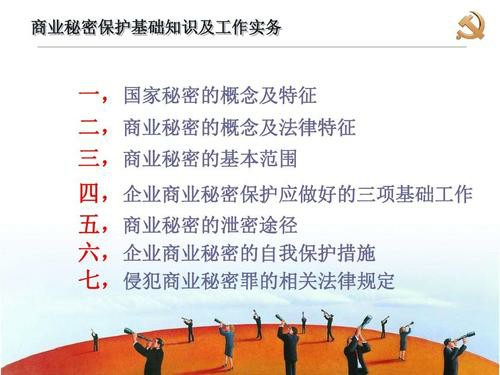 商业秘密保护基础知识及工作实务
一，国家秘密的概念及特征
二，商业秘密的概念及法律特征
三，商业秘密的基本范围
四，企业商业秘密保护应做好的三项基础工作
五，商业秘密的泄密途径
六，企业商业秘密的自我保护措施
七，侵犯商业秘密罪的相关法律规定